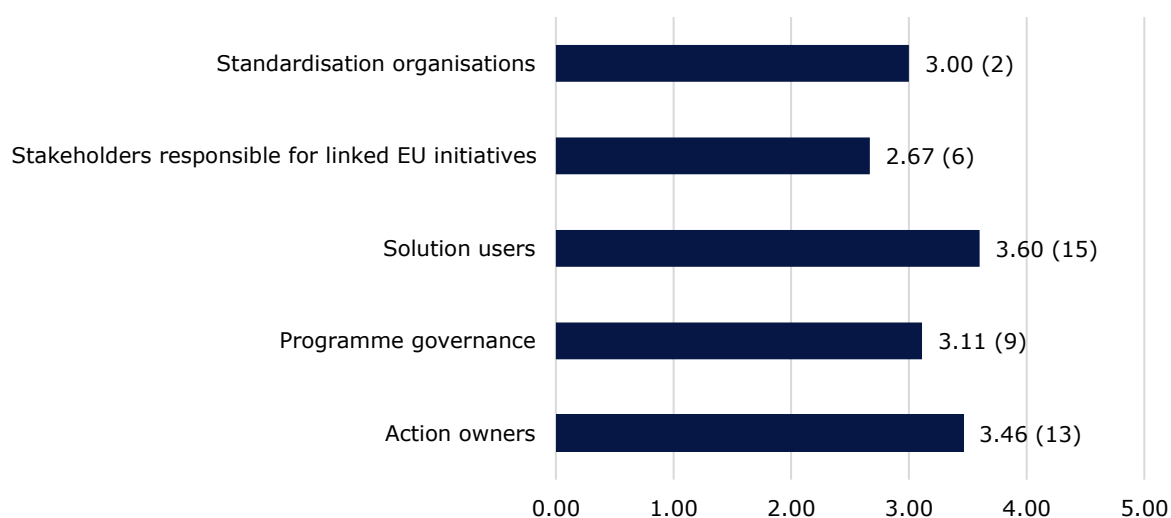 Standardisation organisations 3.00 (2)
Stakeholders responsible for linked EU initiatives 2.67 (6)
Solution users 3.60 (15)
Programme governance 3.11 (9)
Action owners 3.46 (13)
0.00 1.00 2.00 3.00 4.00 5.00